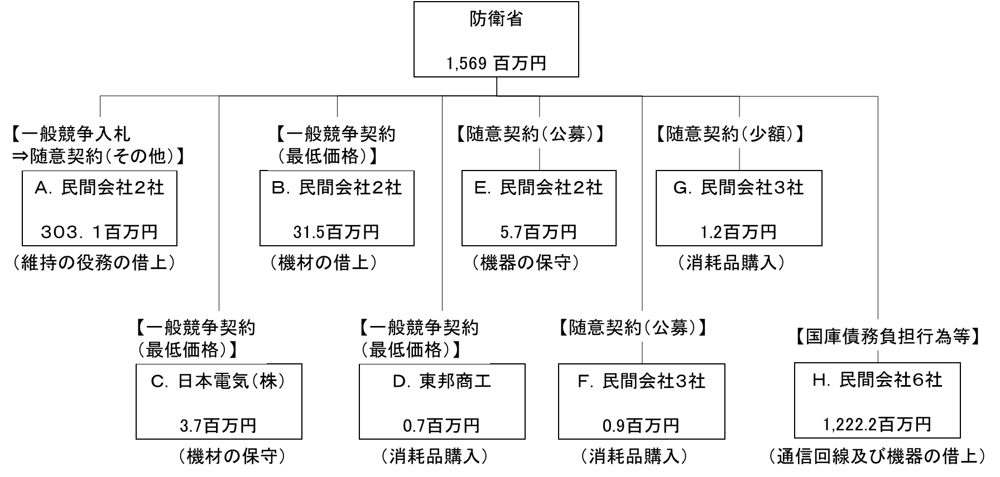 防衛省
1,569 百万円
【一般競争入札
⇒随意契約(その他)】
A．民間会社２社
３０３．１百万円
(維持の役務の借上)
【一般競争契約
(最低価格)】
B．民間会社２社
31.5百万円
(機材の借上)
【随意契約(公募)】
E．民間会社２社
5.7百万円
(機器の保守)
【随意契約(少額)】
G．民間会社３社
1.2百万円
(消耗品購入)
【一般競争契約
(最低価格)】
C．日本電気(株)
3.7百万円
(機材の保守)
【一般競争契約
(最低価格)】
D．東邦商工
0.7百万円
(消耗品購入)
【随意契約(公募)】
F．民間会社３社
0.9百万円
(消耗品購入)
【国庫債務負担行為等】
H．民間会社６社
1,222.2百万円
(通信回線及び機器の借上)